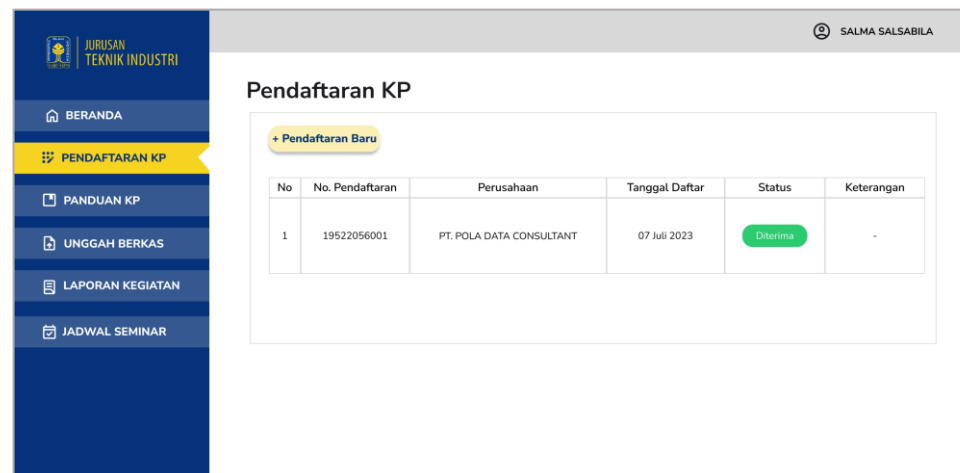 JURUSAN
TEKNIK INDUSTRI
SALMA SALSABILA
BERANDA
PENDAFTARAN KP
PANDUAN KP
UNGGAH BERKAS
LAPORAN KEGIATAN
JADWAL SEMINAR
Pendaftaran KP
+ Pendaftaran Baru
No No. Pendaftaran Perusahaan Tanggal Daftar Status Keterangan
1 19522056001 PT. POLA DATA CONSULTANT 07 Juli 2023 Diterima -